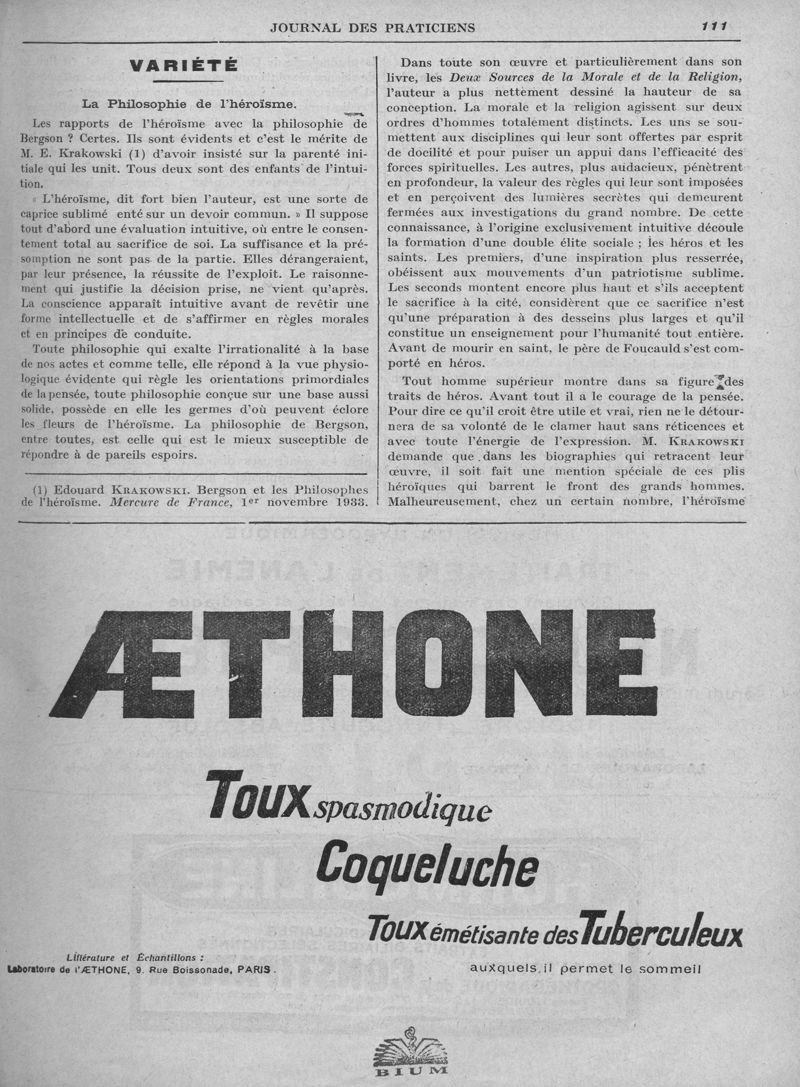 JOURNAL DES PRATICIENS
111
VARIÉTÉ
La Philosophie de l'héroïsme.
Les rapports de l'héroïsme avec la philosophie de
Bergson ? Certes. Ils sont évidents et c'est le mérite de
M. E. Krakowski (1) d'avoir insisté sur la parenté ini-
tiale qui les unit. Tous deux sont des enfants de l'intui-
tion.
« L'héroïsme, dit fort bien l'auteur, est une sorte de
caprice sublimé enté sur un devoir commun. » Il suppose
tout d'abord une évaluation intuitive, où entre le consen-
tement total au sacrifice de soi. La suffisance et la pré-
somption ne sont pas de la partie. Elles dérangeraient,
par leur présence, la réussite de l'exploit. Le raisonne-
ment qui justifie la décision prise, ne vient qu'après.
La conscience apparaît intuitive avant de revêtir une
forme intellectuelle et de s'affirmer en règles morales
et en principes de conduite.
Toute philosophie qui exalte l'irrationalité à la base
de nos actes et comme telle, elle répond à la vue physio-
logique évidente qui règle les orientations primordiales
de la pensée, toute philosophie conçue sur une base aussi
solide, possède en elle les germes d'où peuvent éclore
les fleurs de l'héroïsme. La philosophie de Bergson,
entre toutes, est celle qui est le mieux susceptible de
répondre à de pareils espoirs.
(1) Edouard KRAKOWSKI. Bergson et les Philosophes
de l'héroïsme. Mercure de France, 1er novembre 1933.
Dans toute son œuvre et particulièrement dans son
livre, les Deux Sources de la Morale et de la Religion,
l'auteur a plus nettement dessiné la hauteur de sa
conception. La morale et la religion agissent sur deux
ordres d'hommes totalement distincts. Les uns se sou-
mettent aux disciplines qui leur sont offertes par esprit
de docilité et pour puiser un appui dans l'efficacité des
forces spirituelles. Les autres, plus audacieux, pénètrent
en profondeur, la valeur des règles qui leur sont imposées
et en perçoivent des lumières secrètes qui demeurent
fermées aux investigations du grand nombre. De cette
connaissance, à l'origine exclusivement intuitive découle
la formation d'une double élite sociale ; les héros et les
saints. Les premiers, d'une inspiration plus resserrée,
obéissent aux mouvements d'un patriotisme sublime.
Les seconds montent encore plus haut et s'ils acceptent
le sacrifice à la cité, considèrent que ce sacrifice n'est
qu'une préparation à des desseins plus larges et qu'il
constitue un enseignement pour l'humanité tout entière.
Avant de mourir en saint, le père de Foucauld s'est com-
porté en héros.
Tout homme supérieur montre dans sa figure des
traits de héros. Avant tout il a le courage de la pensée.
Pour dire ce qu'il croit être utile et vrai, rien ne le détour-
nera de sa volonté de le clamer haut sans réticences et
avec toute l'énergie de l'expression. M. KRAKOWSKI
demande que dans les biographies qui retracent leur
œuvre, il soit fait une mention spéciale de ces plis
héroïques qui barrent le front des grands hommes.
Malheureusement, chez un certain nombre, l'héroïsme
ÆTHONE
Toux spasmodique
Coqueluche
Toux émétisante des Tuberculeux
auxquels il permet le sommeil
Littérature et Échantillons :
Laboratoire de l'ÆTHONE, 9, Rue Boissonade, PARIS.
BIUM